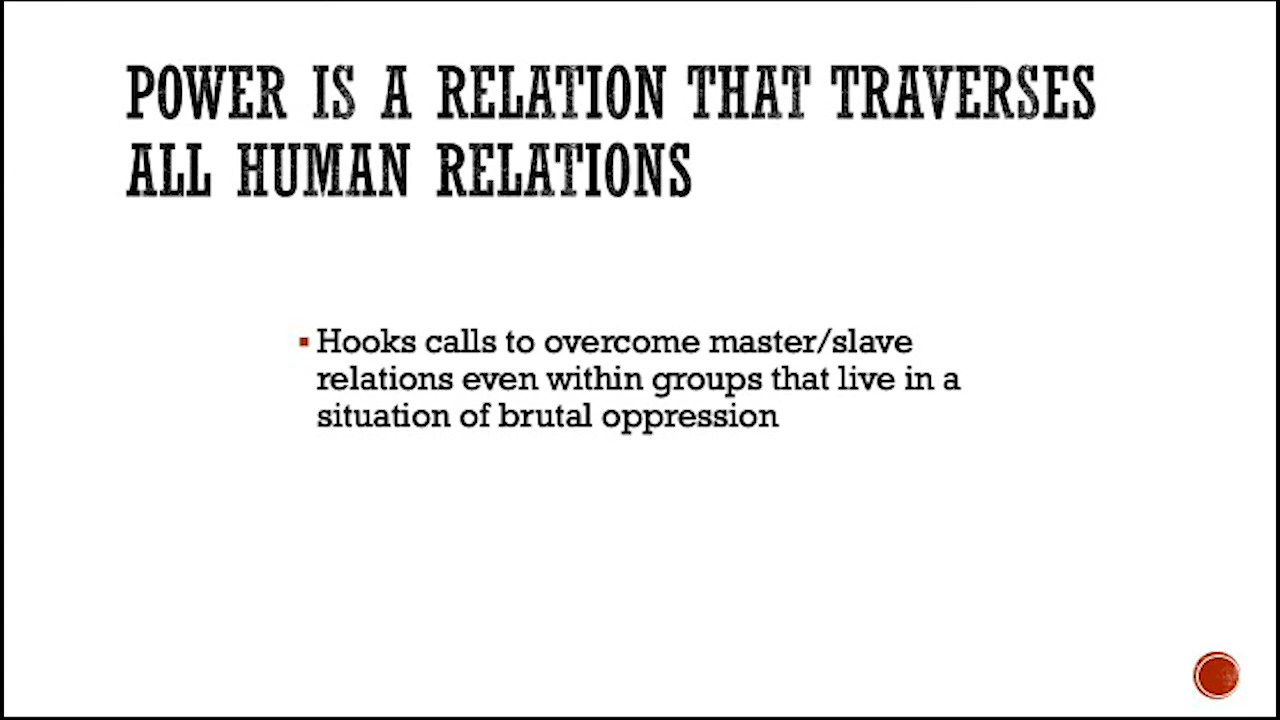 POWER IS A RELATION THAT TRAVERSES
ALL HUMAN RELATIONS
Hooks calls to overcome master/slave
relations even within groups that live in a
situation of brutal oppression